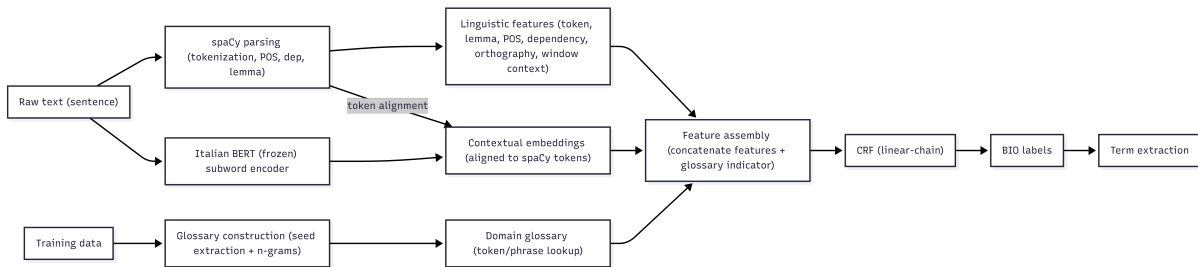 Raw text (sentence)
spaCy parsing
(tokenization, POS, dep,
lemma)
Italian BERT (frozen)
subword encoder
token alignment
Linguistic features (token,
lemma, POS, dependency,
orthography, window
context)
Contextual embeddings
(aligned to spaCy tokens)
Training data
Glossary construction (seed
extraction + n-grams)
Domain glossary
(token/phrase lookup)
Feature assembly
(concatenate features +
glossary indicator)
CRF (linear-chain)
BIO labels
Term extraction